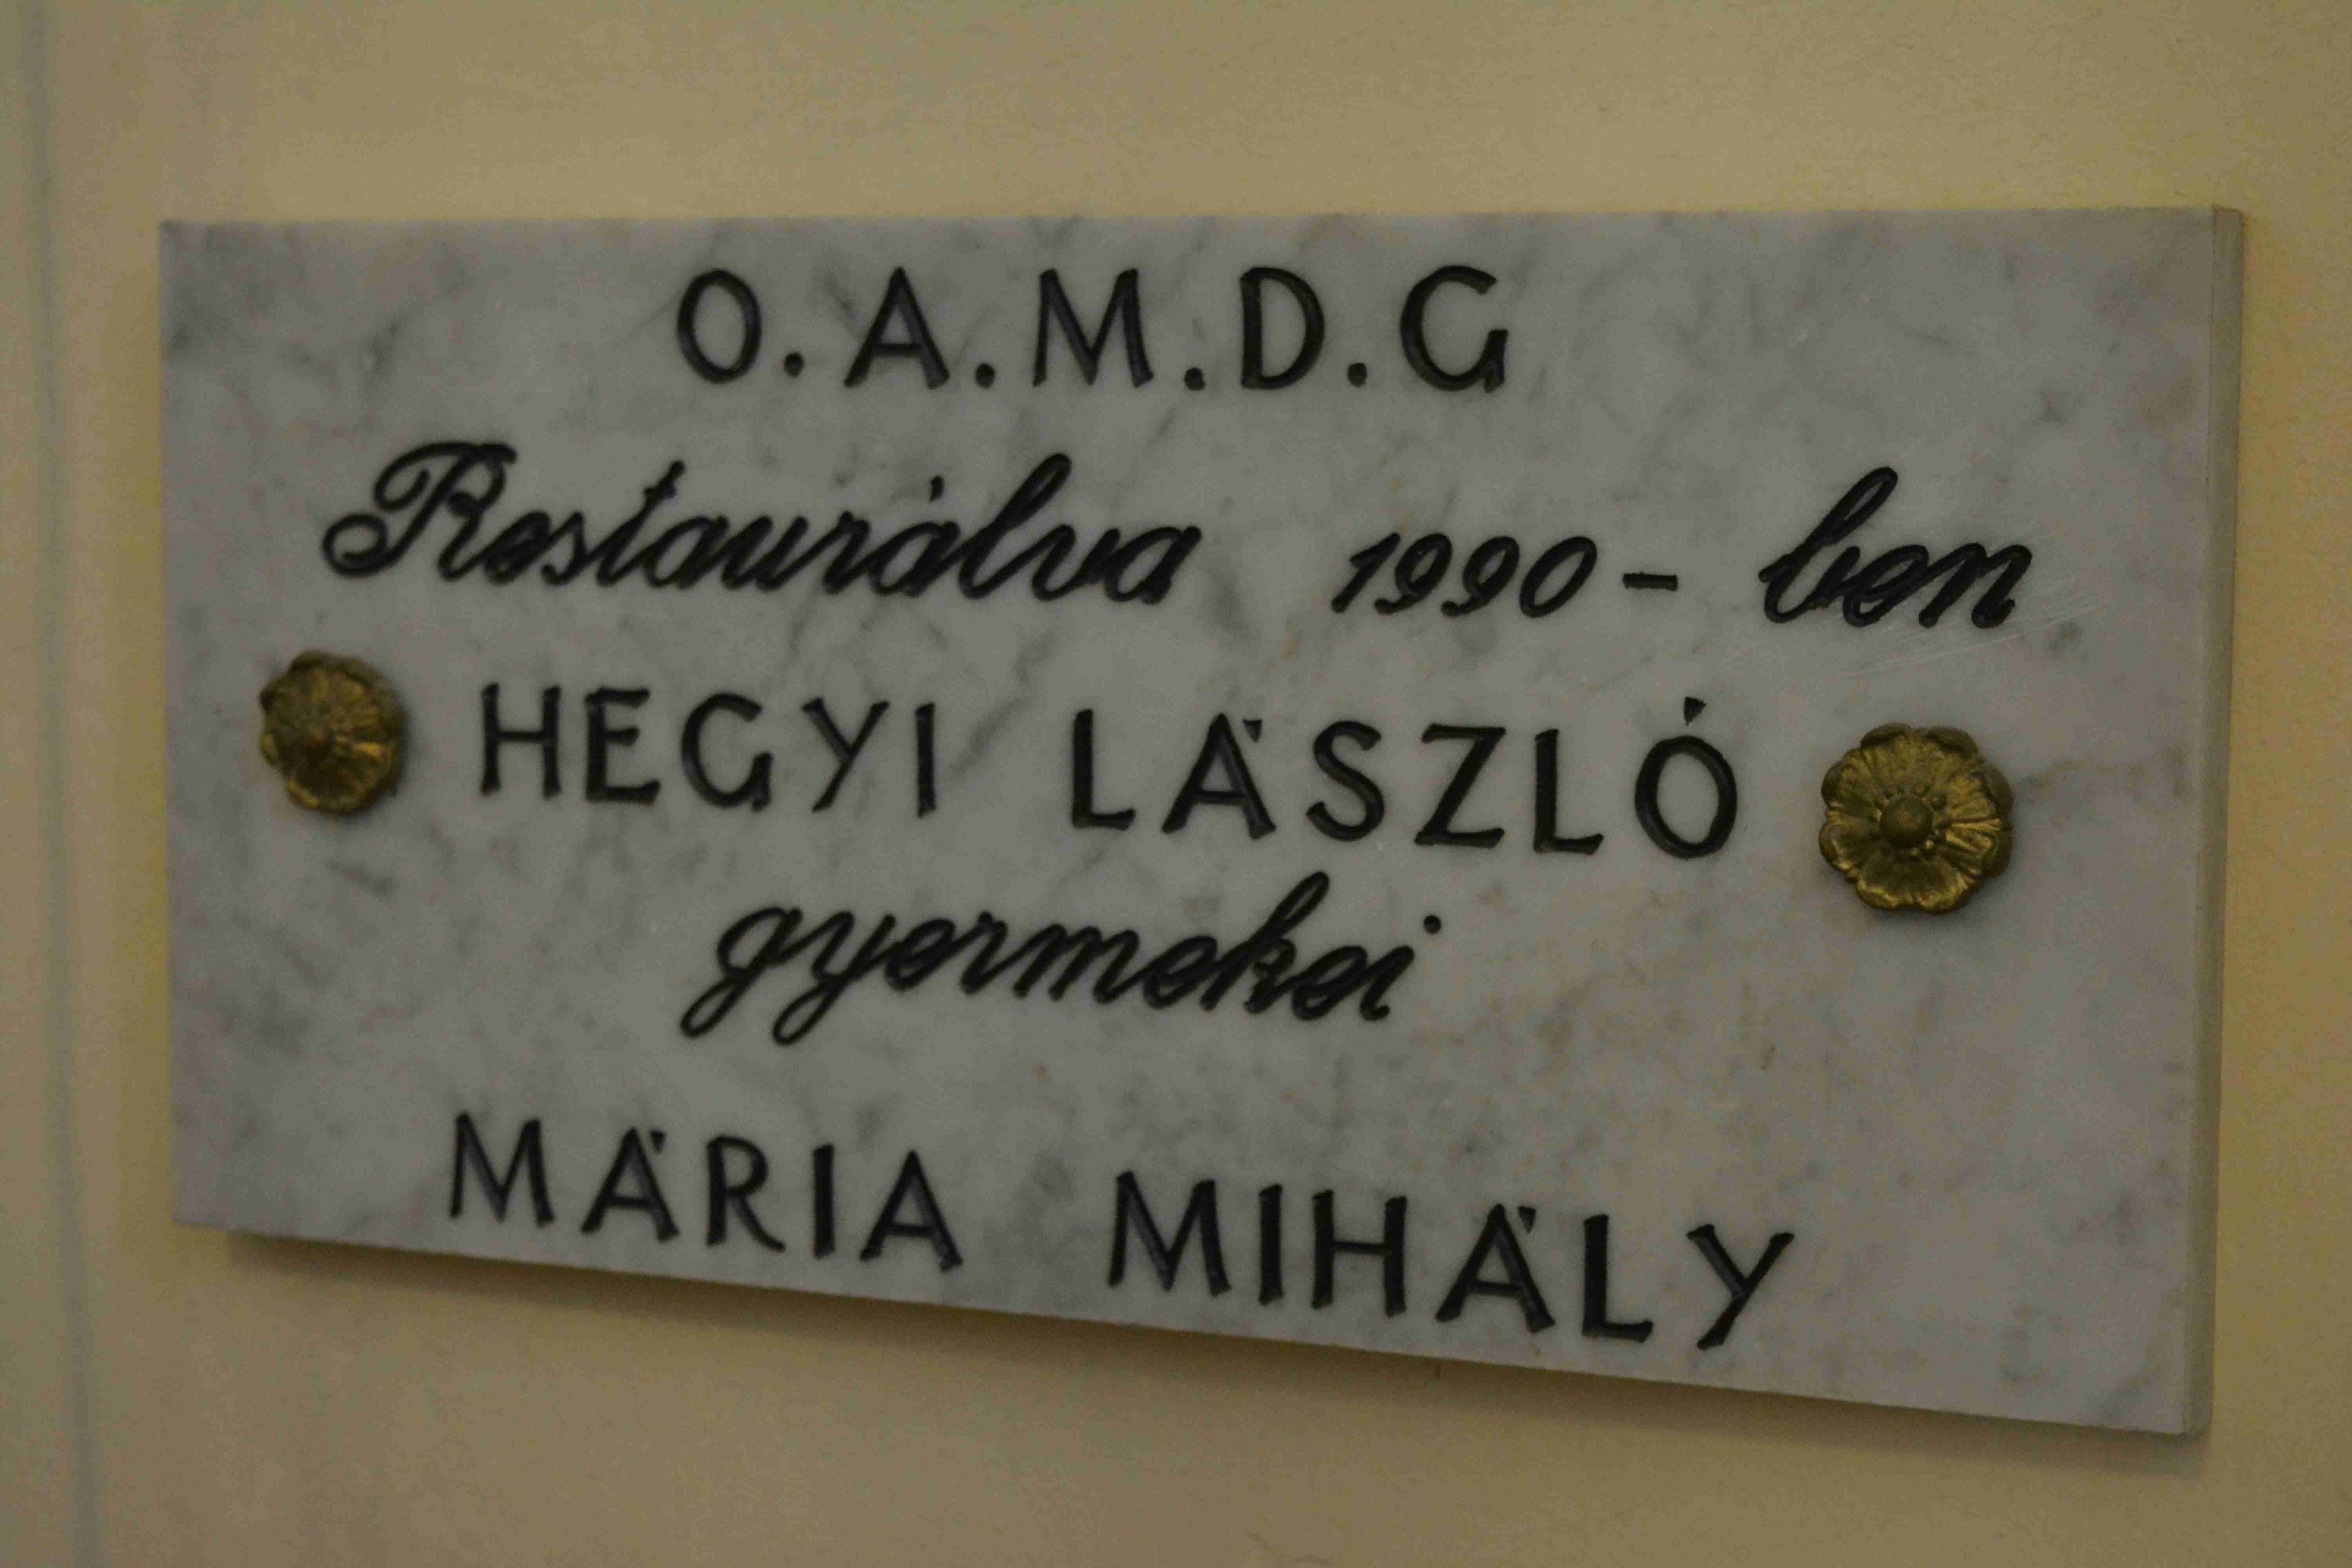 O.A.M.D.G
Restaurálva 1990-ben
HEGYI LÁSZLÓ
gyermekei
MÁRIA MIHÁLY